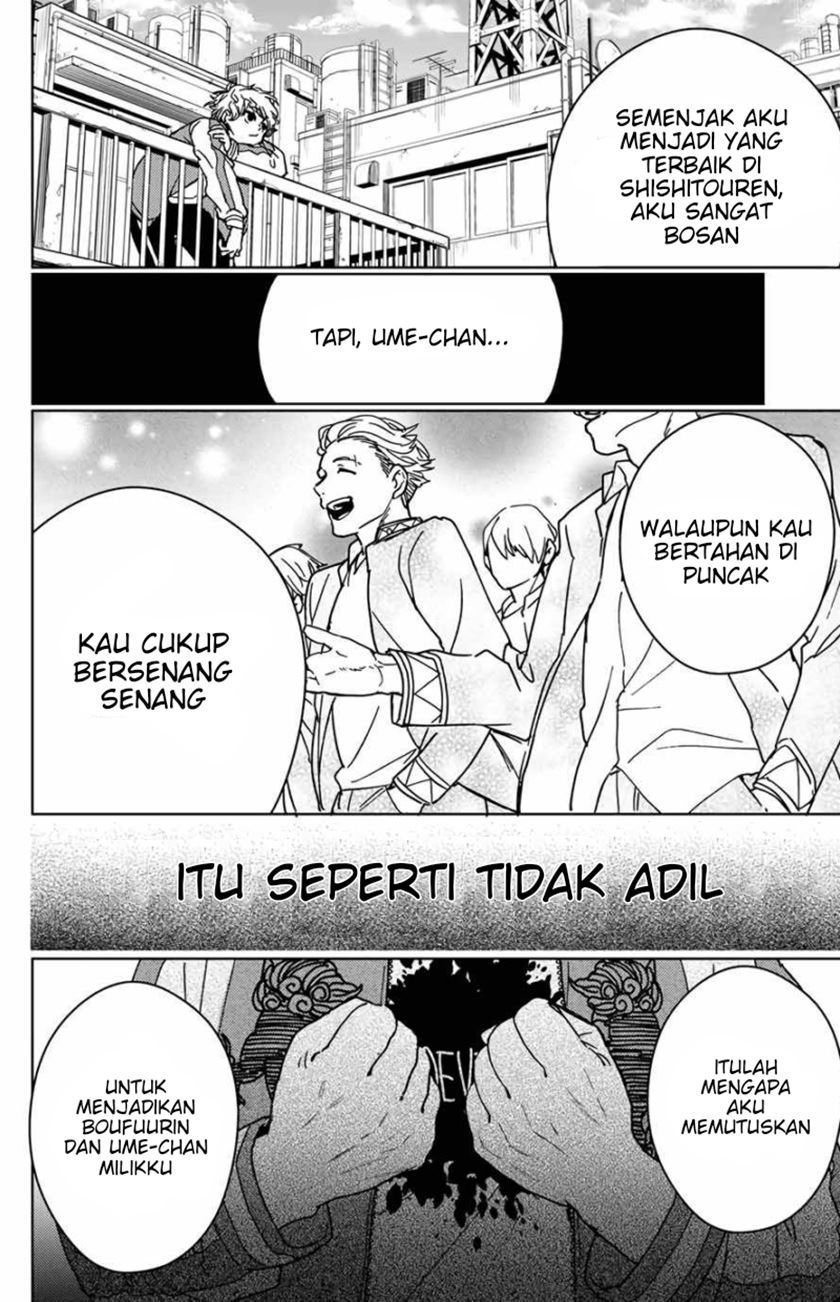 SEMENJAK AKU
MENJADI YANG
TERBAIK DI
SHISHITOUREN,
AKU SANGAT
BOSAN
TAPI, UME-CHAN...
WALAUPUN KAU
BERTAHAN DI
PUNCAK
KAU CUKUP
BERSENANG
SENANG
ITU SEPERTI TIDAK ADIL
ITULAH
MENGAPA
AKU
MEMUTUSKAN
UNTUK
MENJADIKAN
BOUFUURIN
DAN UME-CHAN
MILIKKU